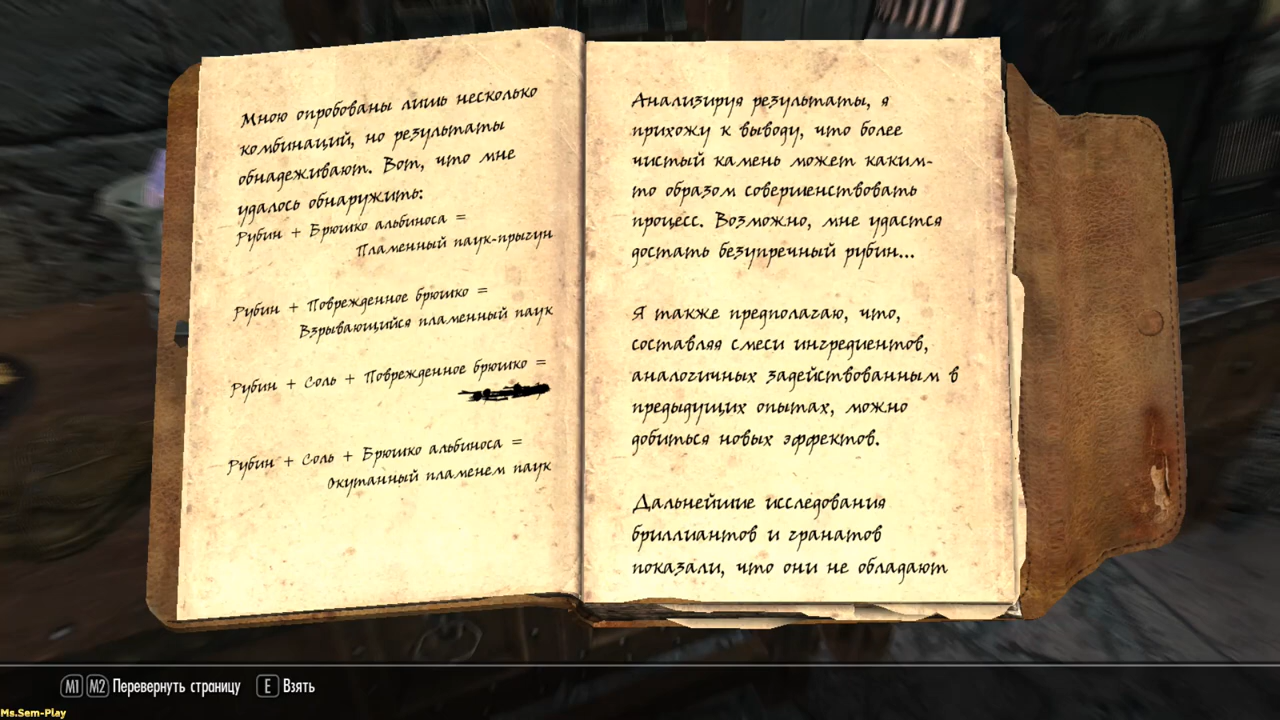 Мною опробованы лишь несколько
комбинаций, но результаты
обнадеживают. Вот, что мне
удалось обнаружить:
Рубин + Брюшко альбиноса =
Пламенный паук-прыгун
Рубин + Поврежденное брюшко =
Взрывающийся пламенный паук
Рубин + Соль + Поврежденное брюшко =
Рубин + Соль + Брюшко альбиноса =
Окутанный пламенем паук
Анализируя результаты, я
прихожу к выводу, что более
чистый камень может каким-
то образом совершенствовать
процесс. Возможно, мне удастся
достать безупречный рубин...
Я также предполагаю, что,
составляя смеси ингредиентов,
аналогичных задействованным в
предыдущих опытах, можно
добиться новых эффектов.
Дальнейшие исследования
бриллиантов и гранатов
показали, что они не обладают
M1 M2 Перевернуть страницу E Взять
Ms.Sem-Play